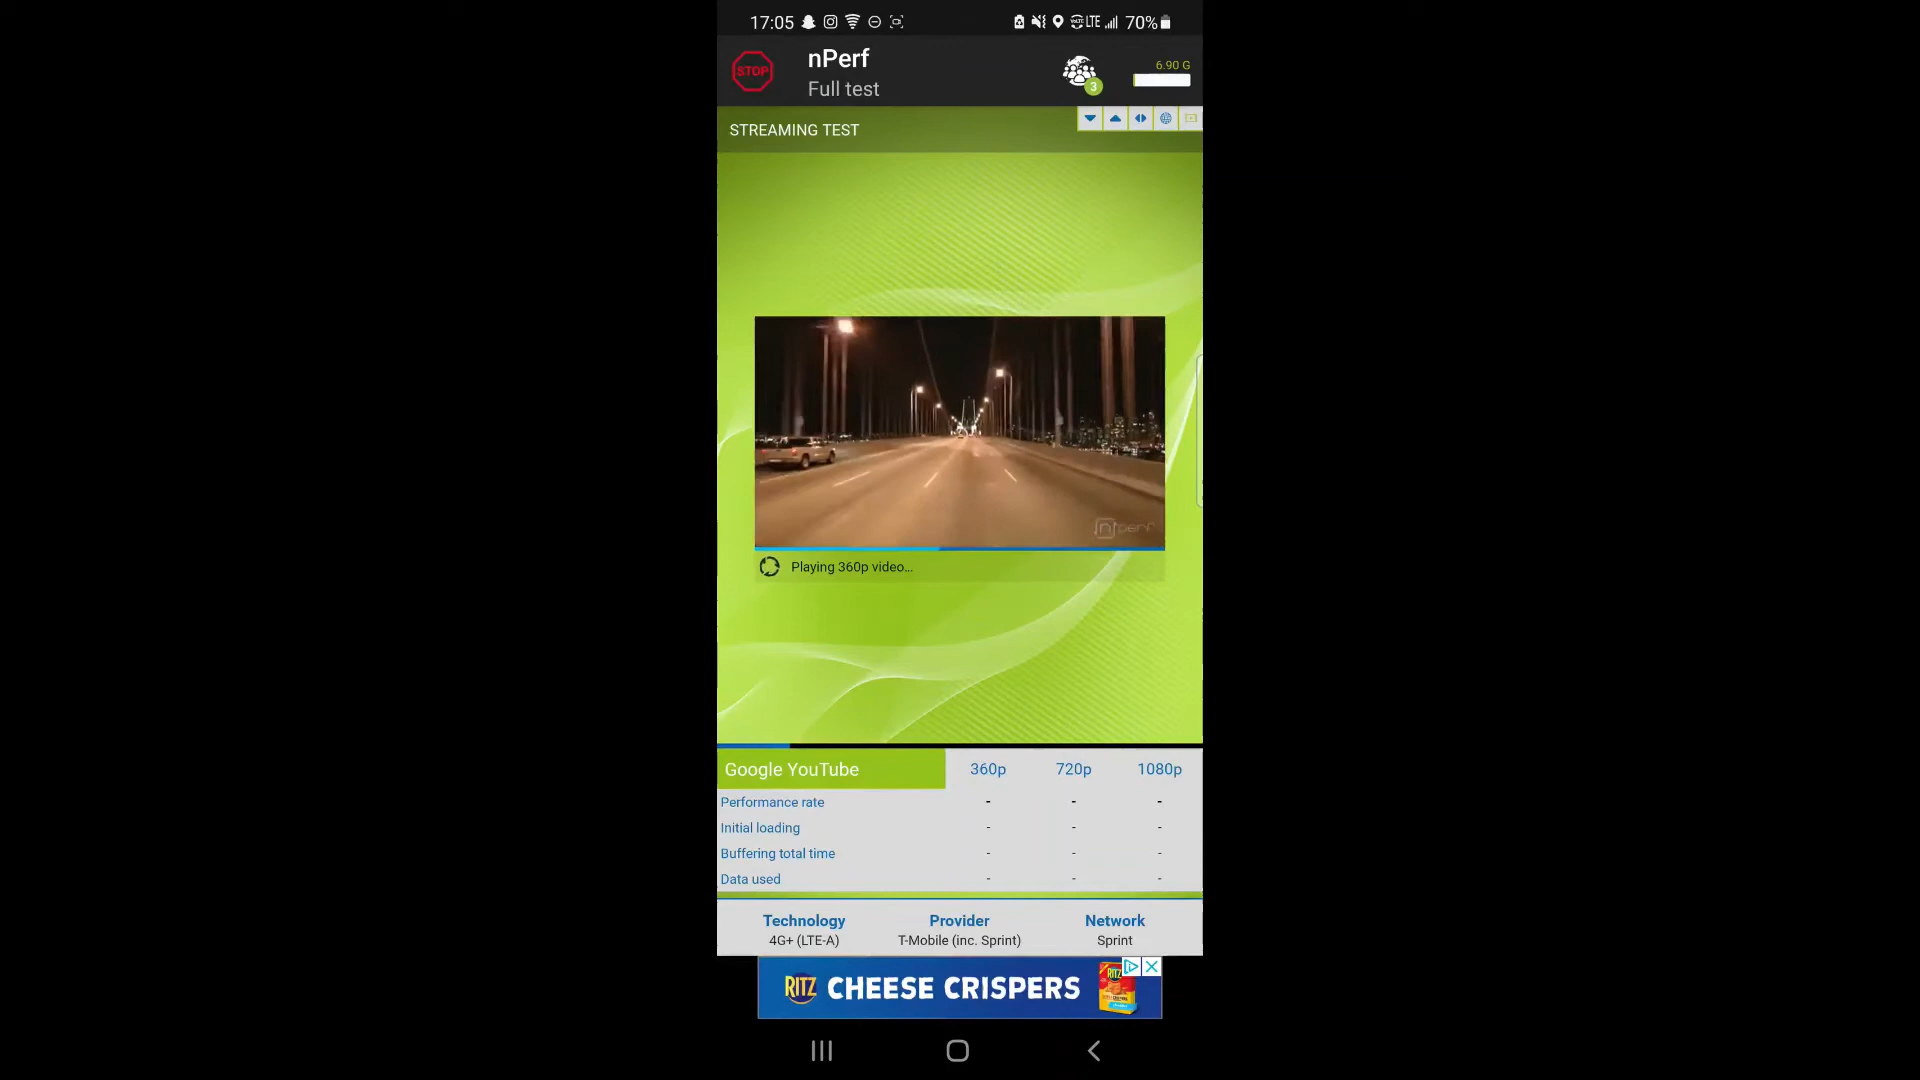 17:05 LTE 70%
STOP
nPerf
Full test
3
6.90 G
STREAMING TEST
nperf
Playing 360p video...
Google YouTube 360p 720p 1080p
Performance rate - - -
Initial loading - - -
Buffering total time - - -
Data used - - -
Technology Provider Network
4G+ (LTE-A) T-Mobile (inc. Sprint) Sprint
RITZ CHEESE CRISPERS RITZ